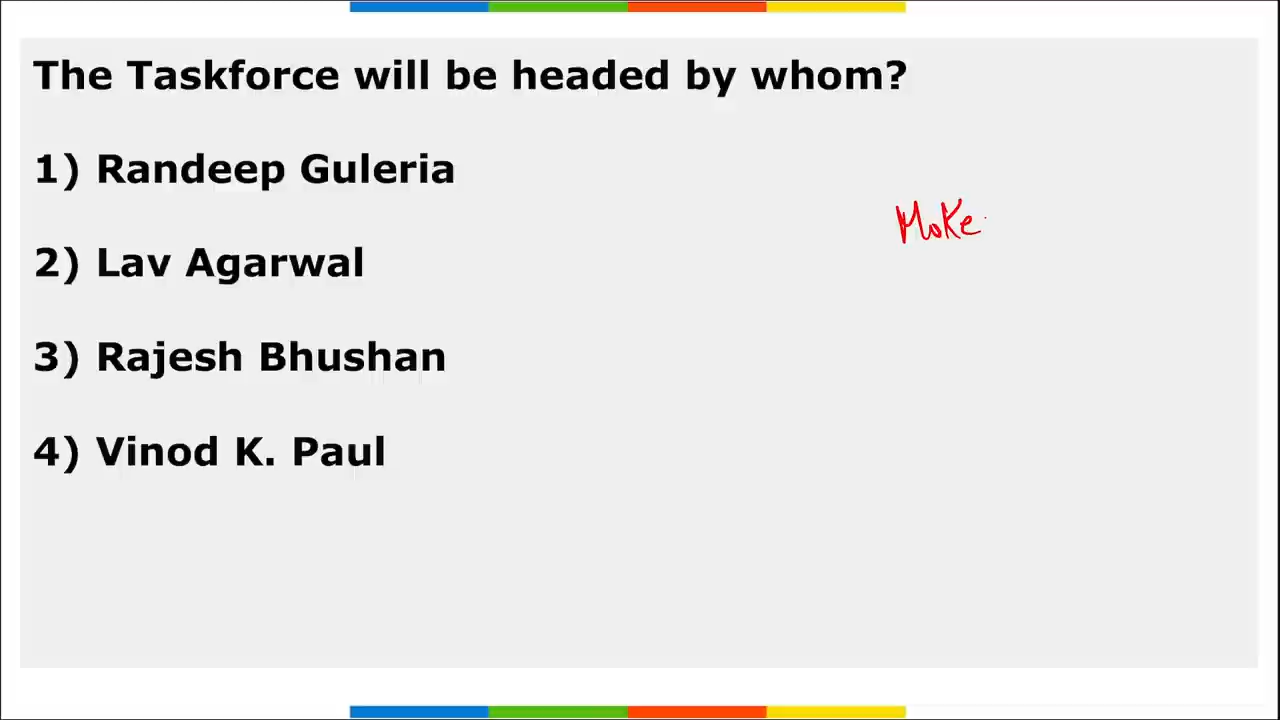 The Taskforce will be headed by whom?
1) Randeep Guleria
MoKe
2) Lav Agarwal
3) Rajesh Bhushan
4) Vinod K. Paul